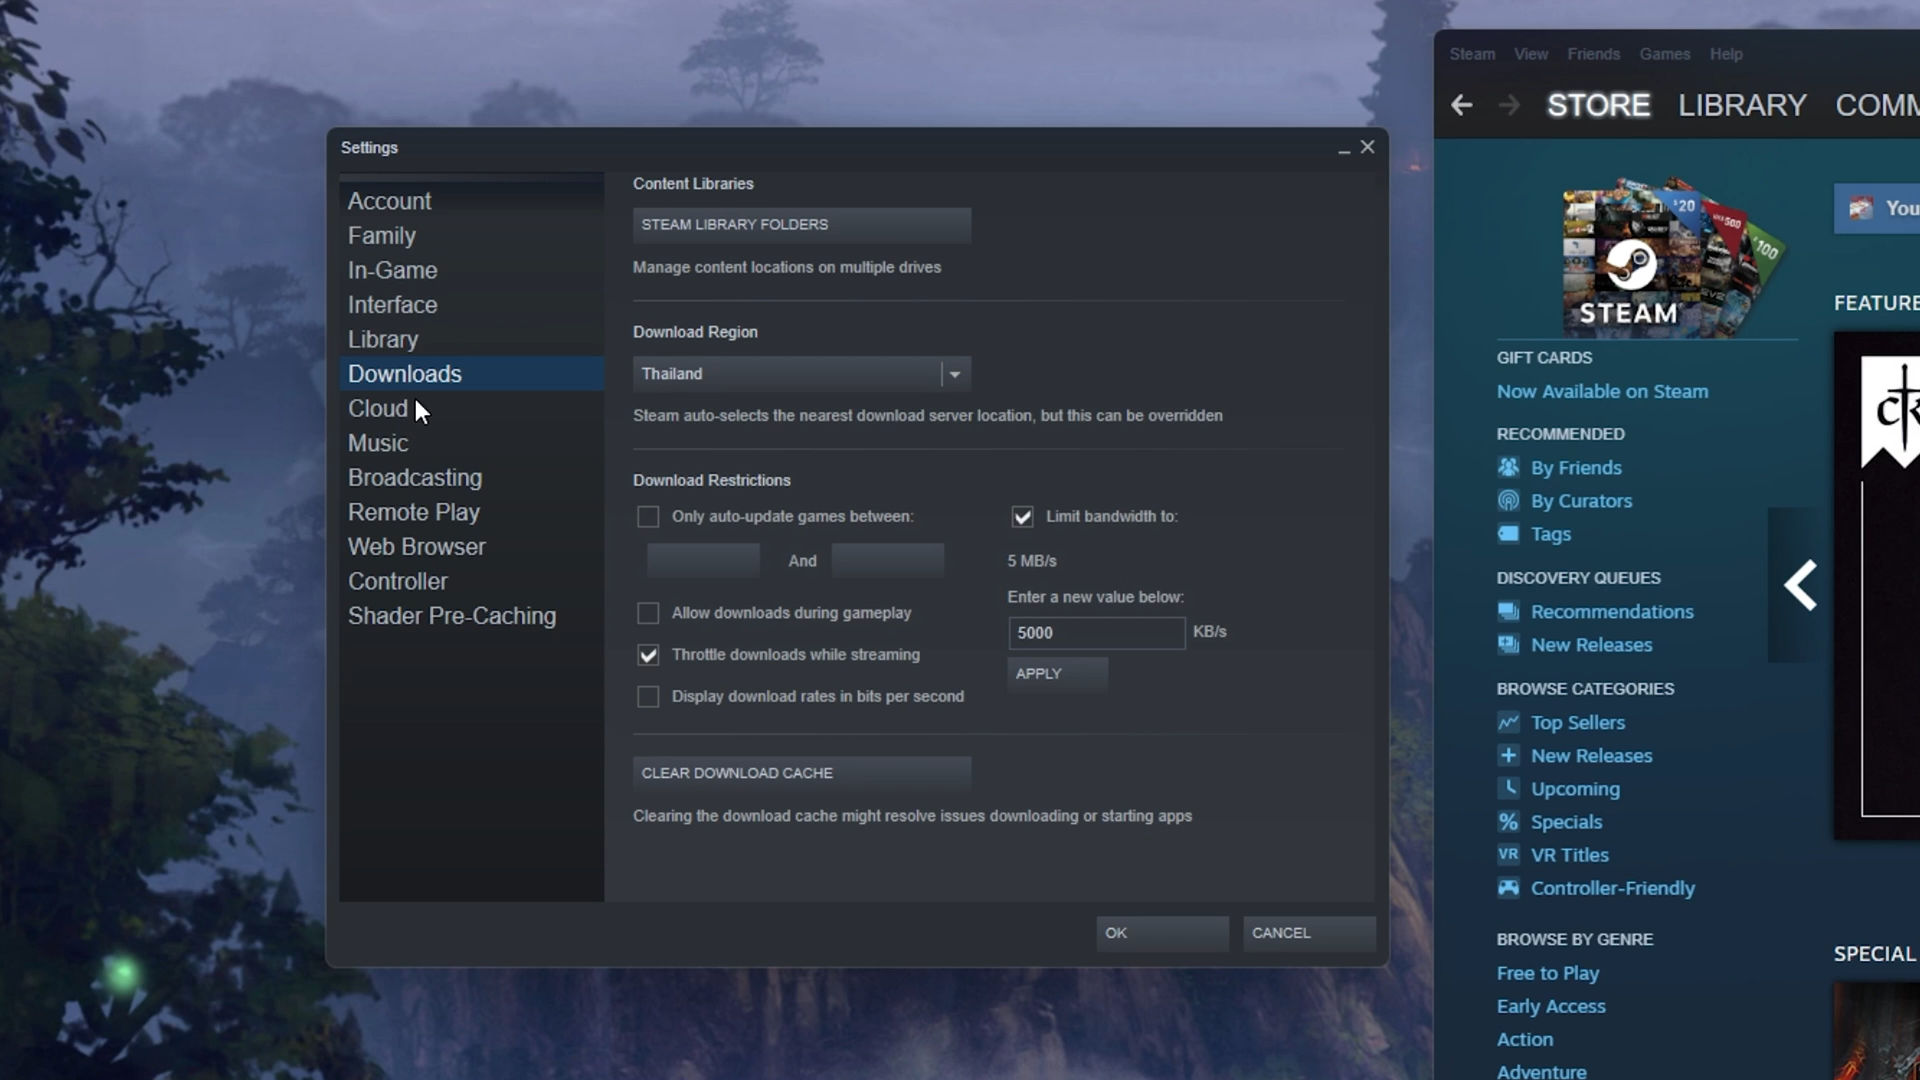 Settings
Account
Family
In-Game
Interface
Library
Downloads
Cloud
Music
Broadcasting
Remote Play
Web Browser
Controller
Shader Pre-Caching
Content Libraries
STEAM LIBRARY FOLDERS
Manage content locations on multiple drives
Download Region
Thailand
Steam auto-selects the nearest download server location, but this can be overridden
Download Restrictions
Only auto-update games between:
And
Allow downloads during gameplay
Throttle downloads while streaming
Display download rates in bits per second
Limit bandwidth to:
5 MB/s
Enter a new value below:
5000 KB/s
APPLY
CLEAR DOWNLOAD CACHE
Clearing the download cache might resolve issues downloading or starting apps
OK
CANCEL
Steam View Friends Games Help
STORE LIBRARY COMM
$20
500
100
STEAM
GIFT CARDS
Now Available on Steam
RECOMMENDED
By Friends
By Curators
Tags
DISCOVERY QUEUES
Recommendations
New Releases
BROWSE CATEGORIES
Top Sellers
New Releases
Upcoming
% Specials
VR VR Titles
Controller-Friendly
BROWSE BY GENRE
Free to Play
Early Access
Action
Adventure
You
FEATURE
SPECIAL